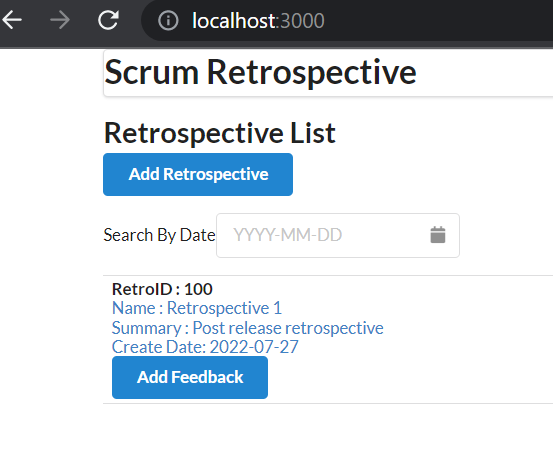 localhost:3000
Scrum Retrospective
Retrospective List
Add Retrospective
Search By Date YYYY-MM-DD
RetroID : 100
Name : Retrospective 1
Summary : Post release retrospective
Create Date: 2022-07-27
Add Feedback